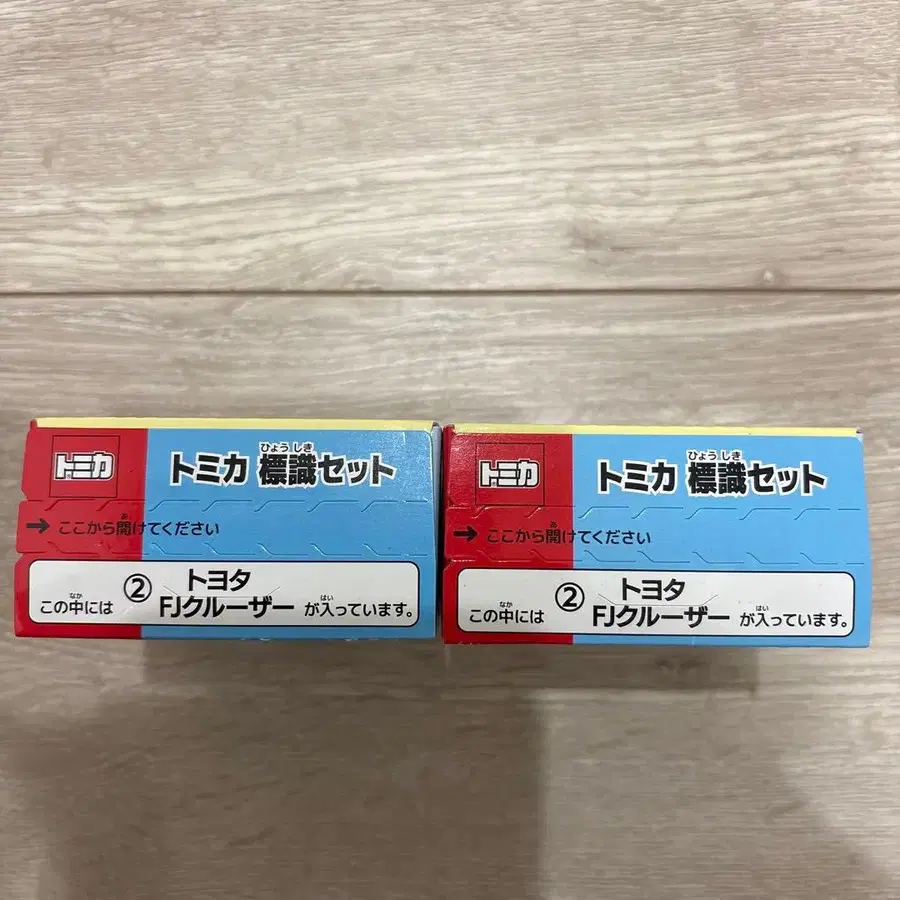 トミカ
ひょう しき
トミカ 標識セット
あ
→ ここから開けてください
② トヨタ
なか はい
この中には FJクルーザー が入っています。
トミカ
ひょう しき
トミカ 標識セット
あ
→ ここから開けてください
② トヨタ
なか はい
この中には FJクルーザー が入っています。